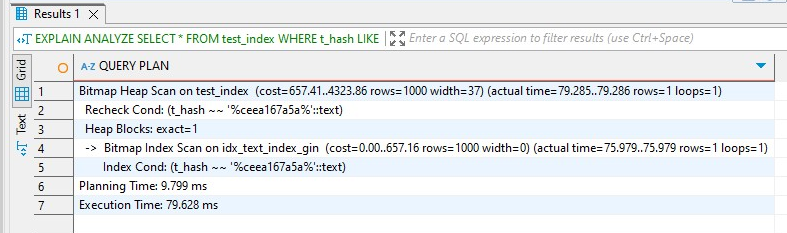 Results 1
EXPLAIN ANALYZE SELECT * FROM test_index WHERE t_hash LIKE
Enter a SQL expression to filter results (use Ctrl+Space)
Grid
Text
A-Z QUERY PLAN
1 Bitmap Heap Scan on test_index (cost=657.41..4323.86 rows=1000 width=37) (actual time=79.285..79.286 rows=1 loops=1)
2 Recheck Cond: (t_hash ~~ '%ceea167a5a%'::text)
3 Heap Blocks: exact=1
4 -> Bitmap Index Scan on idx_text_index_gin (cost=0.00..657.16 rows=1000 width=0) (actual time=75.979..75.979 rows=1 loops=1)
5 Index Cond: (t_hash ~~ '%ceea167a5a%'::text)
6 Planning Time: 9.799 ms
7 Execution Time: 79.628 ms